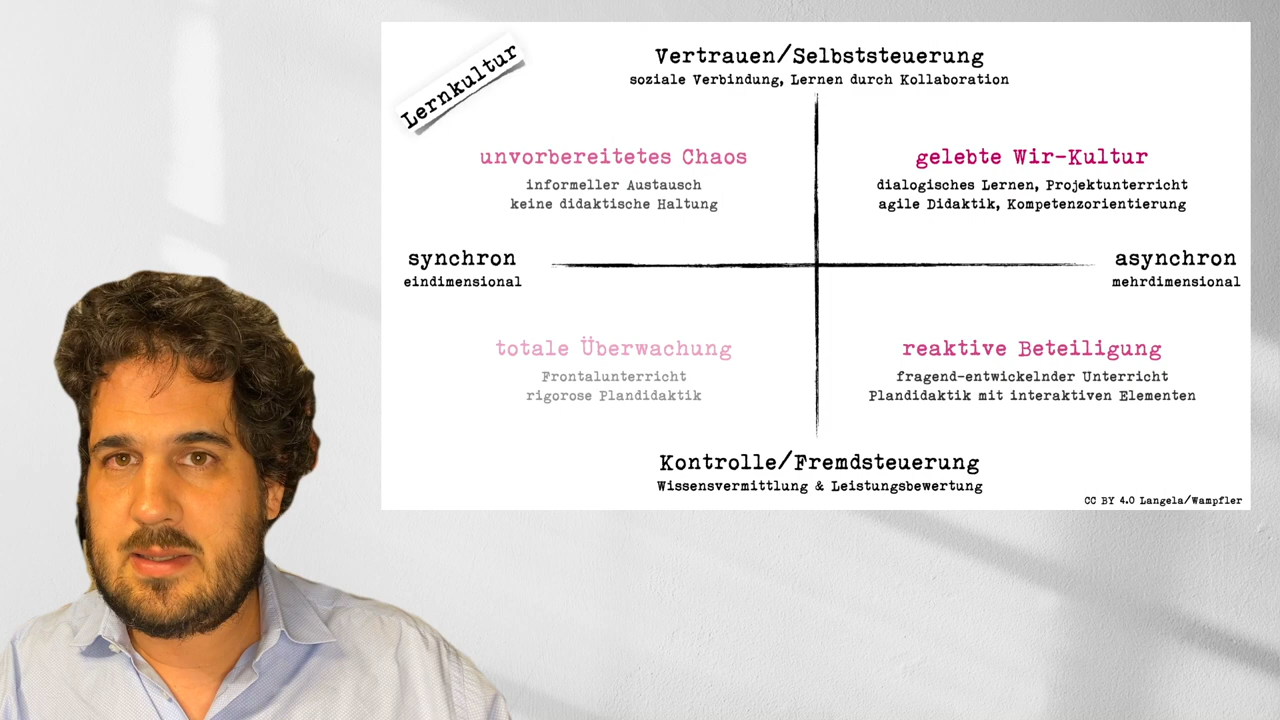 Lernkultur
Vertrauen/Selbststeuerung
soziale Verbindung, Lernen durch Kollaboration
unvorbereitetes Chaos
informeller Austausch
keine didaktische Haltung
gelebte Wir-Kultur
dialogisches Lernen, Projektunterricht
agile Didaktik, Kompetenzorientierung
synchron
eindimensional
asynchron
mehrdimensional
totale Überwachung
Frontalunterricht
rigorose Plandidaktik
reaktive Beteiligung
fragend-entwickelnder Unterricht
Plandidaktik mit interaktiven Elementen
Kontrolle/Fremdsteuerung
Wissensvermittlung & Leistungsbewertung
CC BY 4.0 Langela/Wampfler